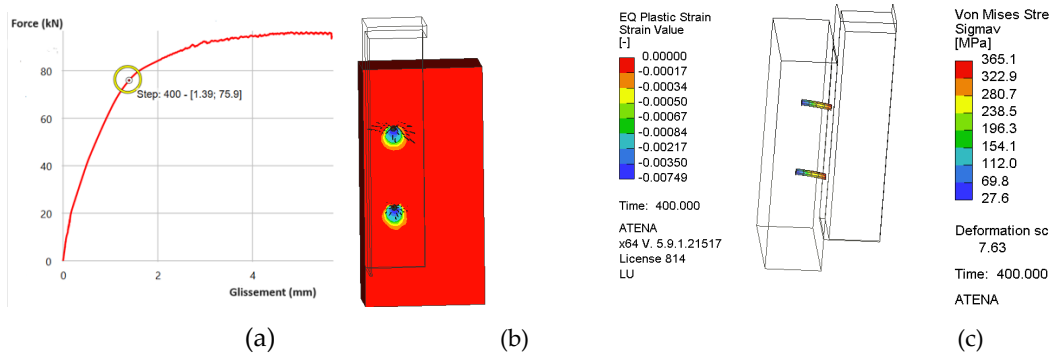 Force (kN)
80
60
40
20
0
Step: 400 - [1.39; 75.9]
0
2
4
Glissement (mm)
(a)
(b)
EQ Plastic Strain
Strain Value
[-]
0.00000
-0.00017
-0.00034
-0.00050
-0.00067
-0.00084
-0.00217
-0.00350
-0.00749
Time: 400.000
ATENA
x64 V. 5.9.1.21517
License 814
LU
Von Mises Stre
Sigmav
[MPa]
365.1
322.9
280.7
238.5
196.3
154.1
112.0
69.8
27.6
Deformation sc
7.63
Time: 400.000
ATENA
(c)